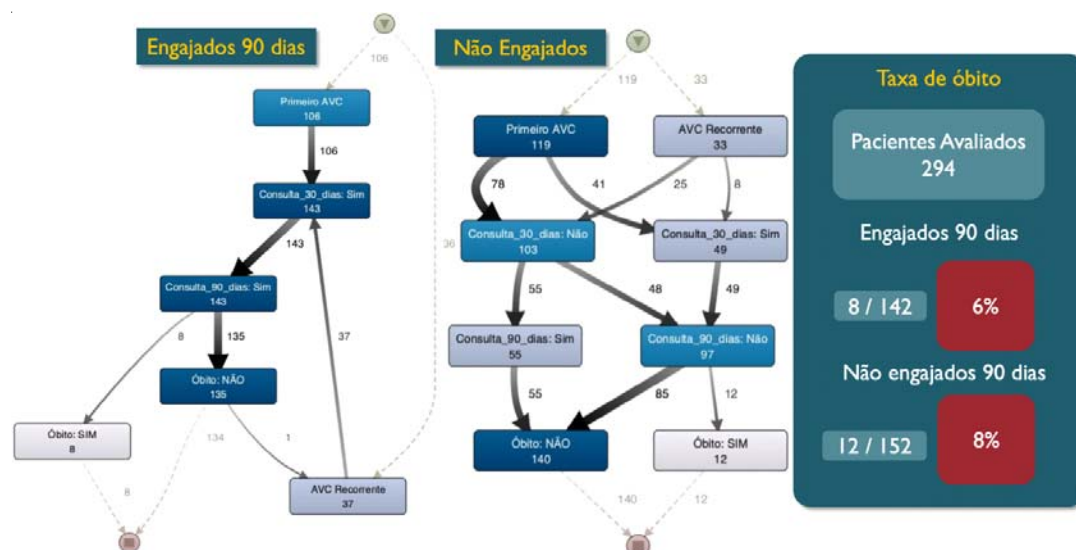 Engajados 90 dias
106
Primeiro AVC
106
106
Consulta_30_dias: Sim
143
143
36
Consulta_90_dias: Sim
143
8
135
37
Óbito: NÃO
135
Óbito: SIM
8
134
1
AVC Recorrente
37
8
Não Engajados
119
33
Primeiro AVC
119
AVC Recorrente
33
78
41
25
8
Consulta_30_dias: Não
103
Consulta_30_dias: Sim
49
55
48
49
Consulta_90_dias: Sim
55
Consulta_90_dias: Não
97
55
85
12
Óbito: NÃO
140
Óbito: SIM
12
140
12
Taxa de óbito
Pacientes Avaliados
294
Engajados 90 dias
8 / 142
6%
Não engajados 90 dias
12 / 152
8%